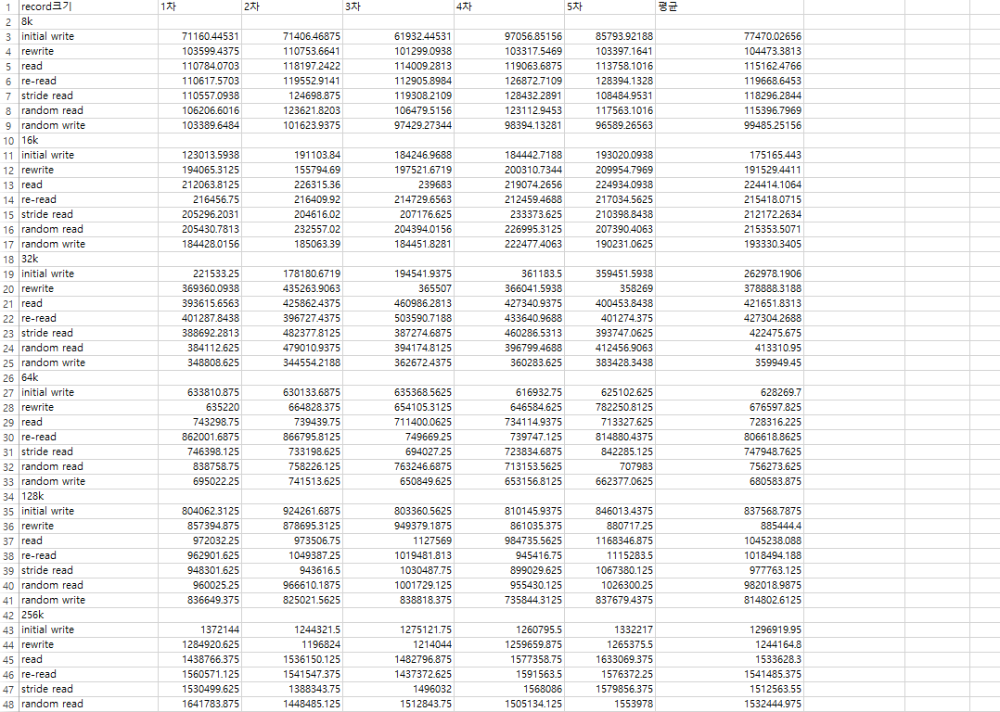 1 record크기 1차 2차 3차 4차 5차 평균
2 8k
3 initial write 71160.44531 71406.46875 61932.44531 97056.85156 85793.92188 77470.02656
4 rewrite 103599.4375 110753.6641 101299.0938 103317.5469 103397.1641 104473.3813
5 read 110784.0703 118197.2422 114009.2813 119063.6875 113758.1016 115162.4766
6 re-read 110617.5703 119552.9141 112905.8984 126872.7109 128394.1328 119668.6453
7 stride read 110557.0938 124698.875 119308.2109 128432.2891 108484.9531 118296.2844
8 random read 106206.6016 123621.8203 106479.5156 123112.9453 117563.1016 115396.7969
9 random write 103389.6484 101623.9375 97429.27344 98394.13281 96589.26563 99485.25156
10 16k
11 initial write 123013.5938 191103.84 184246.9688 184442.7188 193020.0938 175165.443
12 rewrite 194065.3125 155794.69 197521.6719 200310.7344 209954.7969 191529.4411
13 read 212063.8125 226315.36 239683 219074.2656 224934.0938 224414.1064
14 re-read 216456.75 216409.92 214729.6563 212459.4688 217034.5625 215418.0715
15 stride read 205296.2031 204616.02 207176.625 233373.625 210398.8438 212172.2634
16 random read 205430.7813 232557.02 204394.0156 226995.3125 207390.4063 215353.5071
17 random write 184428.0156 185063.39 184451.8281 222477.4063 190231.0625 193330.3405
18 32k
19 initial write 221533.25 178180.6719 194541.9375 361183.5 359451.5938 262978.1906
20 rewrite 369360.0938 435263.9063 365507 366041.5938 358269 378888.3188
21 read 393615.6563 425862.4375 460986.2813 427340.9375 400453.8438 421651.8313
22 re-read 401287.8438 396727.4375 503590.7188 433640.9688 401274.375 427304.2688
23 stride read 388692.2813 482377.8125 387274.6875 460286.5313 393747.0625 422475.675
24 random read 384112.625 479010.9375 394174.8125 396799.4688 412456.9063 413310.95
25 random write 348808.625 344554.2188 362672.4375 360283.625 383428.3438 359949.45
26 64k
27 initial write 633810.875 630133.6875 635368.5625 616932.75 625102.625 628269.7
28 rewrite 635220 664828.375 654105.3125 646584.625 782250.8125 676597.825
29 read 743298.75 739439.75 711400.0625 734114.9375 713327.625 728316.225
30 re-read 862001.6875 866795.8125 749669.25 739747.125 814880.4375 806618.8625
31 stride read 746398.125 733198.625 694027.25 723834.6875 842285.125 747948.7625
32 random read 838758.75 758226.125 763246.6875 713153.5625 707983 756273.625
33 random write 695022.25 741513.625 650849.625 653156.8125 662377.0625 680583.875
34 128k
35 initial write 804062.3125 924261.6875 803360.5625 810145.9375 846013.4375 837568.7875
36 rewrite 857394.875 878695.3125 949379.1875 861035.375 880717.25 885444.4
37 read 972032.25 973506.75 1127569 984735.5625 1168346.875 1045238.088
38 re-read 962901.625 1049387.25 1019481.813 945416.75 1115283.5 1018494.188
39 stride read 948301.625 943616.5 1030487.75 899029.625 1067380.125 977763.125
40 random read 960025.25 966610.1875 1001729.125 955430.125 1026300.25 982018.9875
41 random write 836649.375 825021.5625 838818.375 735844.3125 837679.4375 814802.6125
42 256k
43 initial write 1372144 1244321.5 1275121.75 1260795.5 1332217 1296919.95
44 rewrite 1284920.625 1196824 1214044 1259659.875 1265375.5 1244164.8
45 read 1438766.375 1536150.125 1482796.875 1577358.75 1633069.375 1533628.3
46 re-read 1560571.125 1541547.375 1437372.625 1591563.5 1576372.25 1541485.375
47 stride read 1530499.625 1388343.75 1496032 1568086 1579856.375 1512563.55
48 random read 1641783.875 1448485.125 1512843.75 1505134.125 1553978 1532444.975